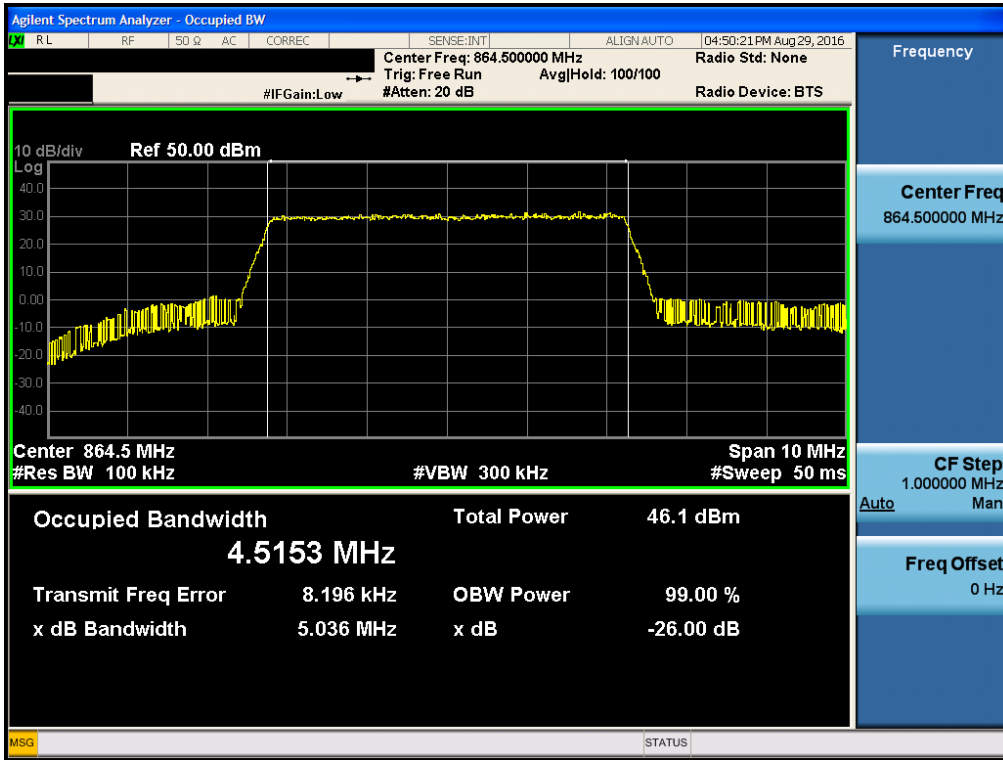 Agilent Spectrum Analyzer - Occupied BW
LXI RL RF 50 Ω AC CORREC SENSE:INT ALIGN AUTO 04:50:21 PM Aug 29, 2016
Center Freq: 864.500000 MHz Radio Std: None
Trig: Free Run Avg|Hold: 100/100
#IFGain:Low #Atten: 20 dB Radio Device: BTS
10 dB/div Ref 50.00 dBm
Log
40.0
30.0
20.0
10.0
0.00
-10.0
-20.0
-30.0
-40.0
Center 864.5 MHz Span 10 MHz
#Res BW 100 kHz #VBW 300 kHz #Sweep 50 ms
Occupied Bandwidth Total Power 46.1 dBm
4.5153 MHz
Transmit Freq Error 8.196 kHz OBW Power 99.00 %
x dB Bandwidth 5.036 MHz x dB -26.00 dB
MSG STATUS
Frequency
Center Freq
864.500000 MHz
CF Step
1.000000 MHz
Auto Man
Freq Offset
0 Hz